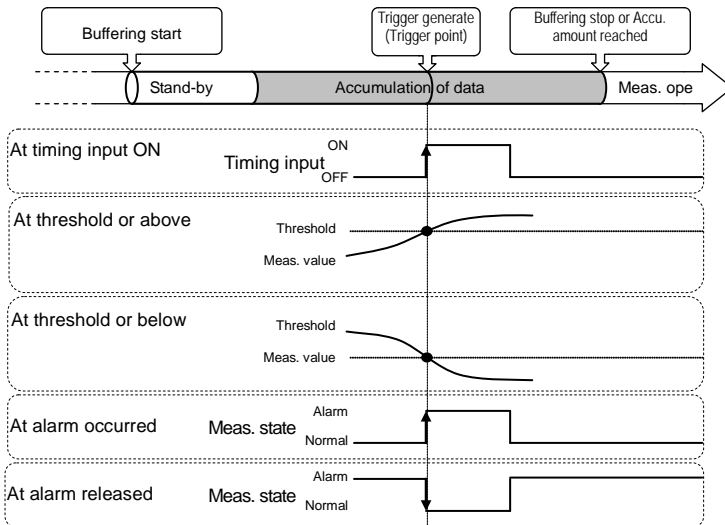 Buffering start
Trigger generate
(Trigger point)
Buffering stop or Accu.
amount reached
Stand-by
Accumulation of data
Meas. ope
At timing input ON
Timing input
ON
OFF
At threshold or above
Threshold
Meas. value
At threshold or below
Threshold
Meas. value
At alarm occurred
Meas. state
Alarm
Normal
At alarm released
Meas. state
Alarm
Normal